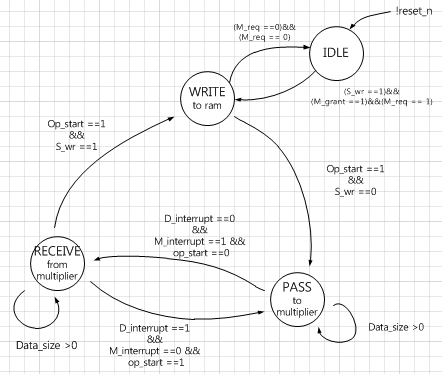 !reset_n
(M_req ==0)&&
(M_req == 0)
IDLE
WRITE
to ram
(S_wr ==1)&&
(M_grant ==1)&&(M_req == 1)
Op_start ==1
&&
S_wr ==1
Op_start ==1
&&
S_wr ==0
D_interrupt ==0
&&
M_interrupt ==1 &&
op_start ==0
RECEIVE
from
multiplier
PASS
to
multiplier
Data_size >0
D_interrupt ==1
&&
M_interrupt ==0 &&
op_start ==1
Data_size >0